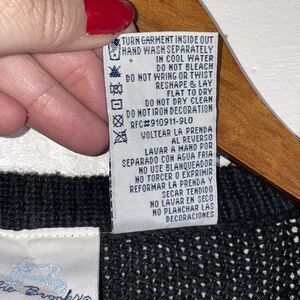 TURN GARMENT INSIDE OUT
HAND WASH SEPARATELY
IN COOL WATER
DO NOT BLEACH
DO NOT WRING OR TWIST
RESHAPE & LAY
FLAT TO DRY
DO NOT DRY CLEAN
DO NOT IRON DECORATION
RFC#910911-9L0
VOLTEAR LA PRENDA
AL REVERSO
LAVAR A MANO POR
SEPARADO CON AGUA FRIA
NO USE BLANQUEADOR
NO TORCER O EXPRIMIR
REFORMAR LA PRENDA Y
SECAR TENDIDO
NO LAVAR EN SECO
NO PLANCHAR LAS
DECORACIONES